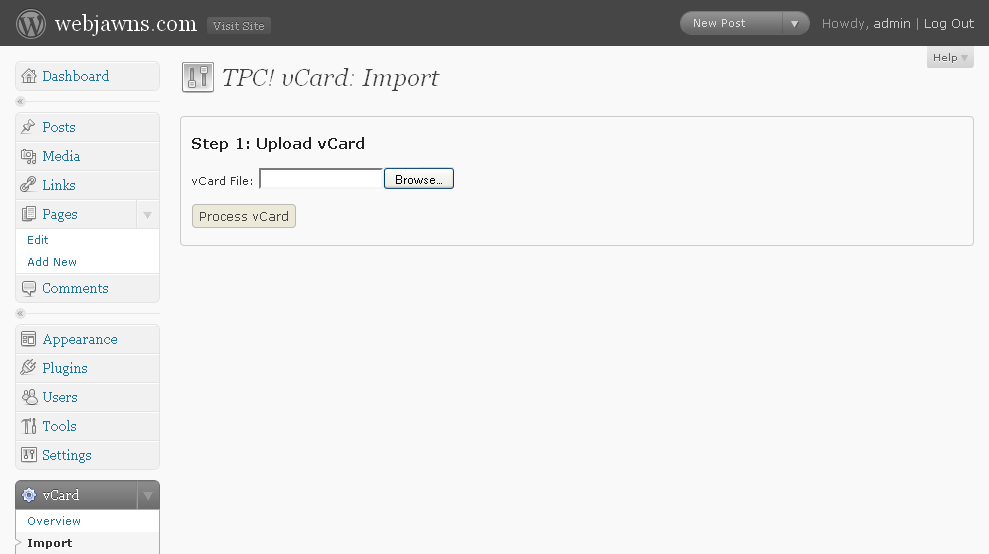 webjawns.com Visit Site New Post Howdy, admin | Log Out
Help
Dashboard
Posts
Media
Links
Pages
Edit
Add New
Comments
Appearance
Plugins
Users
Tools
Settings
vCard
Overview
Import
TPC! vCard: Import
Step 1: Upload vCard
vCard File: Browse...
Process vCard